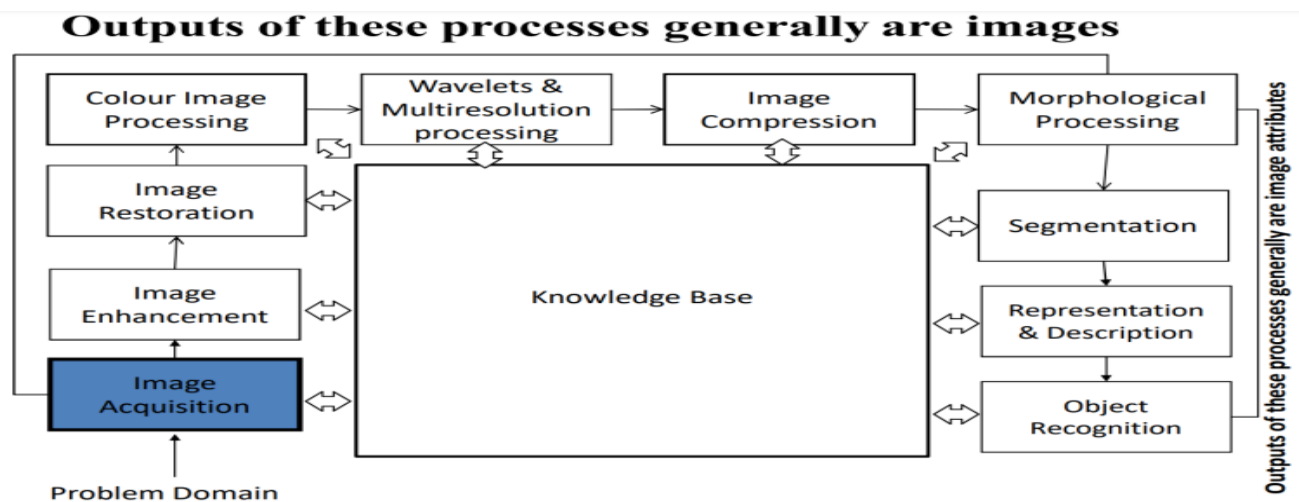 Outputs of these processes generally are images
Colour Image
Processing
Wavelets &
Multiresolution
processing
Image
Compression
Morphological
Processing
Image
Restoration
Segmentation
Image
Enhancement
Knowledge Base
Representation
& Description
Image
Acquisition
Object
Recognition
Problem Domain
Outputs of these processes generally are image attributes